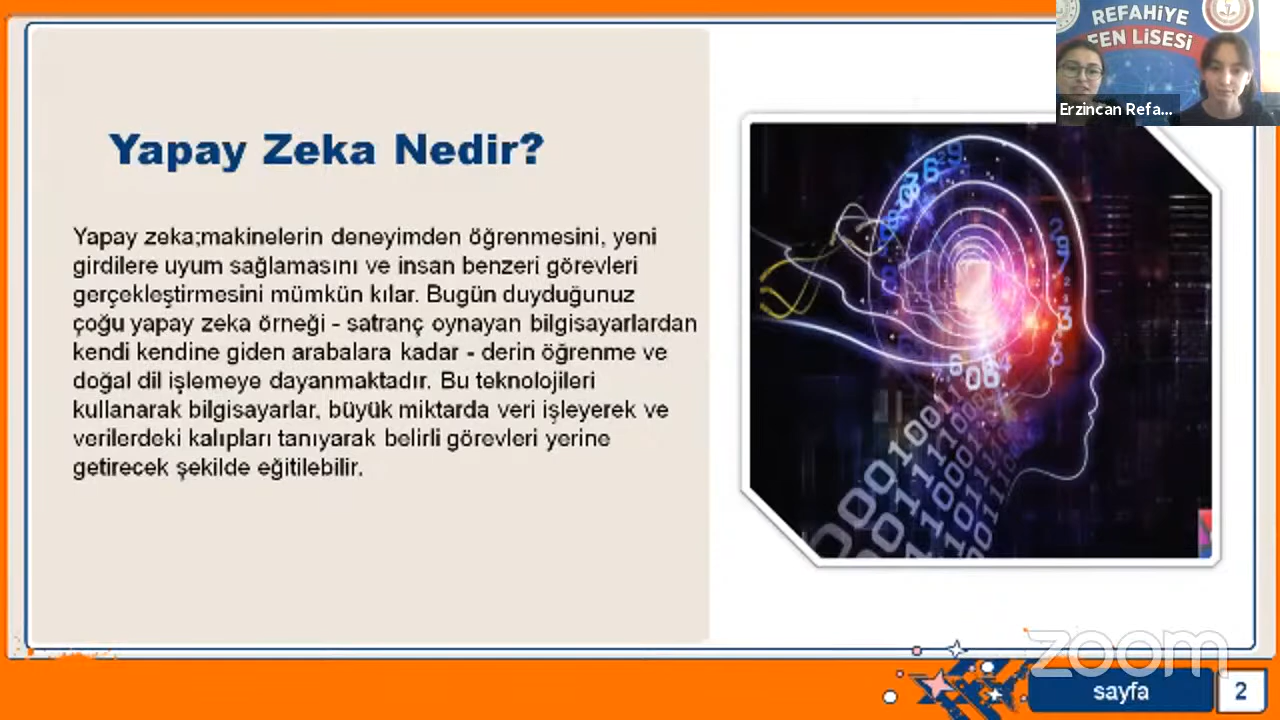 REFAHİYE
FEN LİSESİ
Erzincan Refa...
Yapay Zeka Nedir?
Yapay zeka;makinelerin deneyimden öğrenmesini, yeni
girdilere uyum sağlamasını ve insan benzeri görevleri
gerçekleştirmesini mümkün kılar. Bugün duyduğunuz
çoğu yapay zeka örneği - satranç oynayan bilgisayarlardan
kendi kendine giden arabalara kadar - derin öğrenme ve
doğal dil işlemeye dayanmaktadır. Bu teknolojileri
kullanarak bilgisayarlar, büyük miktarda veri işleyerek ve
verilerdeki kalıpları tanıyarak belirli görevleri yerine
getirecek şekilde eğitilebilir.
zoom
sayfa
2